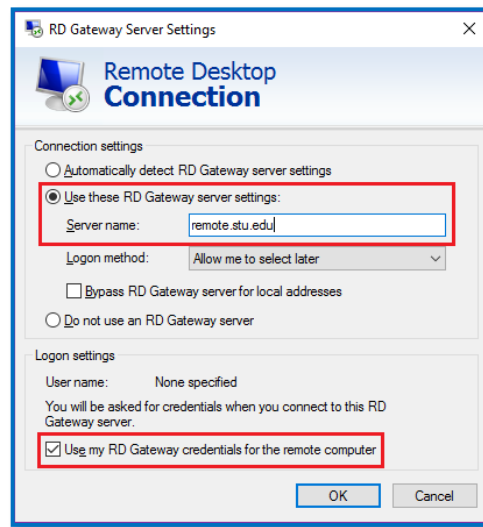 RD Gateway Server Settings
Remote Desktop
Connection
Connection settings
Automatically detect RD Gateway server settings
Use these RD Gateway server settings:
Server name: remote.stu.edu
Logon method: Allow me to select later
Bypass RD Gateway server for local addresses
Do not use an RD Gateway server
Logon settings
User name: None specified
You will be asked for credentials when you connect to this RD
Gateway server.
Use my RD Gateway credentials for the remote computer
OK Cancel